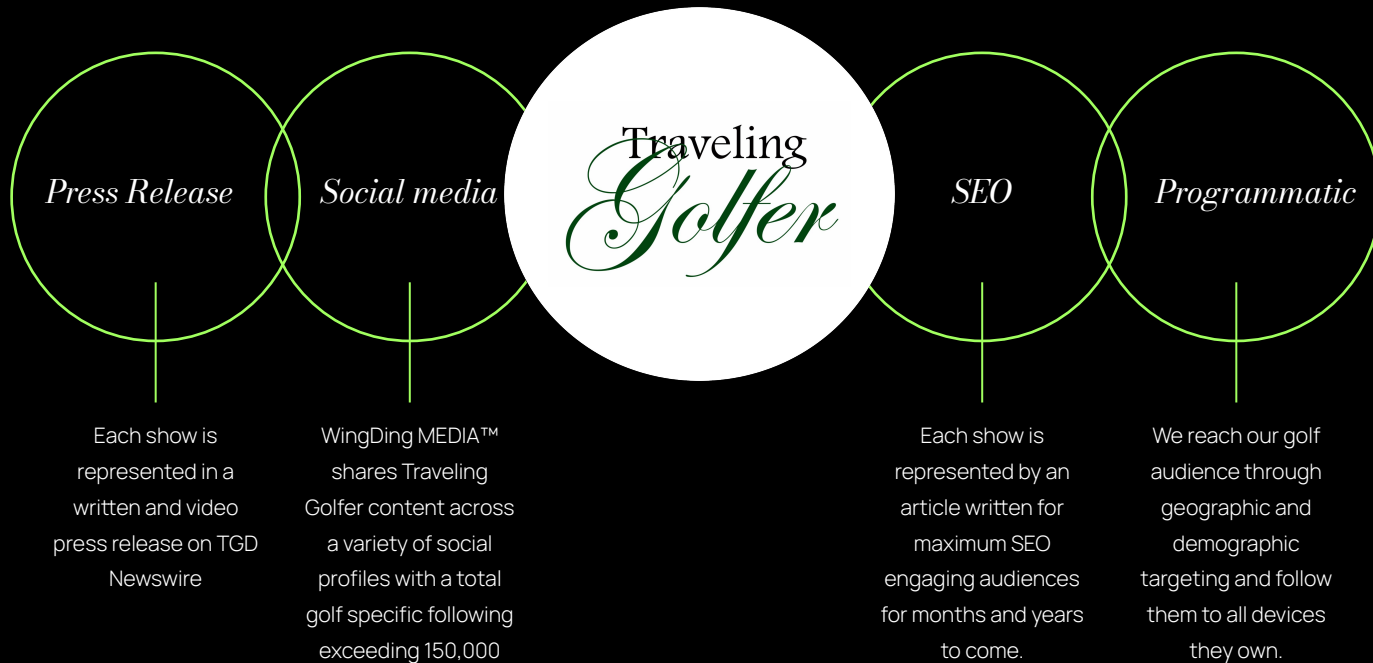 Press Release
Social media
Traveling
Golfer
SEO
Programmatic
Each show is
represented in a
written and video
press release on TGD
Newswire
WingDing MEDIA™
shares Traveling
Golfer content across
a variety of social
profiles with a total
golf specific following
exceeding 150,000
Each show is
represented by an
article written for
maximum SEO
engaging audiences
for months and years
to come.
We reach our golf
audience through
geographic and
demographic
targeting and follow
them to all devices
they own.